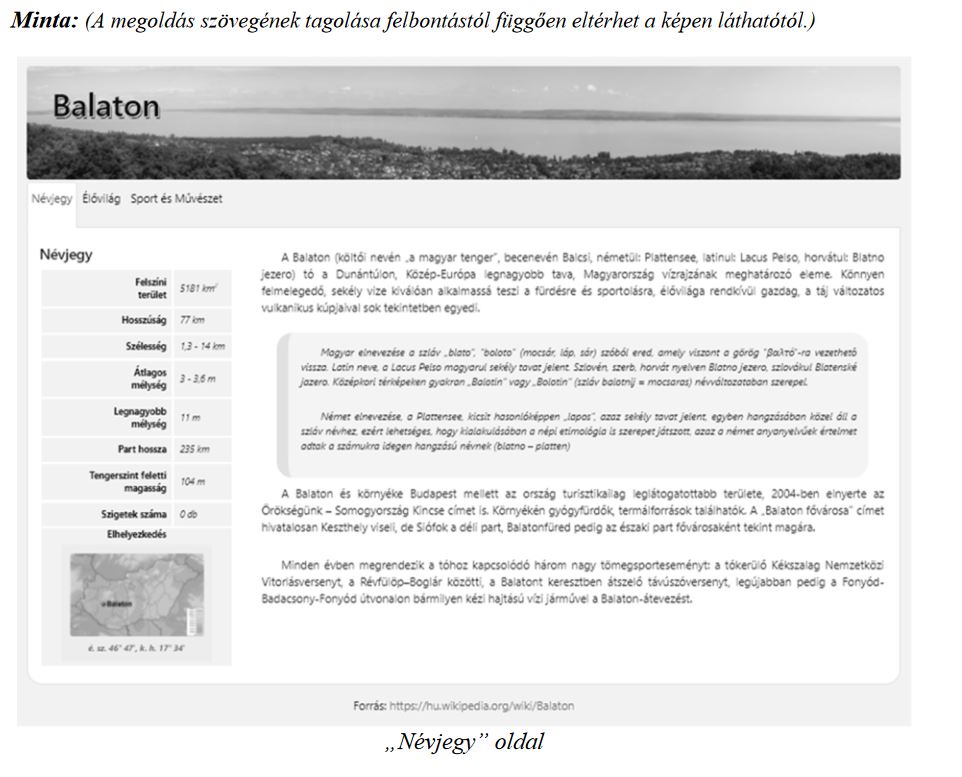 Minta: (A megoldás szövegének tagolása felbontástól függően eltérhet a képen láthatótól.)
Balaton
Névjegy Élővilág Sport és Művészet
Névjegy
Felszíni
terület 5181 km²
Hosszúság 77 km
Szélesség 1,3 - 14 km
Átlagos
mélység 3 - 3,6 m
Legnagyobb
mélység 11 m
Part hossza 235 km
Tengerszint feletti
magasság 104 m
Szigetek száma 0 db
Elhelyezkedés
Balaton
é. sz. 46° 47', k. h. 17° 34'
A Balaton (költői nevén „a magyar tenger”, becenevén Balcsi, németül: Plattensee, latinul: Lacus Pelso, horvátul: Blatno
jezero) tó a Dunántúlon, Közép-Európa legnagyobb tava, Magyarország vízrajzának meghatározó eleme. Könnyen
felmelegedő, sekély vize kiválóan alkalmassá teszi a fürdésre és sportolásra, élővilága rendkívül gazdag, a táj változatos
vulkanikus kúpjaival sok tekintetben egyedi.
Magyar elnevezése a szláv „blato”, "boloto" (mocsár, láp, sár) szóból ered, amely viszont a görög "βαλτό"-ra vezethető
vissza. Latin neve, a Lacus Pelso magyarul sekély tavat jelent. Szlovén, szerb, horvát nyelven Blatno jezero, szlovákul Blatenské
jazero. Középkori térképeken gyakran „Balatin” vagy „Bolotin” (szláv balatnij = mocsaras) névváltozatában szerepel.
Német elnevezése, a Plattensee, kicsit hasonlóképpen „lapos”, azaz sekély tavat jelent, egyben hangzásában közel áll a
szláv névhez, ezért lehetséges, hogy kialakulásában a népi etimológia is szerepet játszott, azaz a német anyanyelvűek értelmet
adtak a számukra idegen hangzású névnek (blatno – platten)
A Balaton és környéke Budapest mellett az ország turisztikailag leglátogatottabb területe, 2004-ben elnyerte az
Örökségünk – Somogyország Kincse címet is. Környékén gyógyfürdők, termálforrások találhatók. A „Balaton fővárosa” címet
hivatalosan Keszthely viseli, de Siófok a déli part, Balatonfüred pedig az északi part fővárosaként tekint magára.
Minden évben megrendezik a tóhoz kapcsolódó három nagy tömegsporteseményt: a tókerülő Kékszalag Nemzetközi
Vitorlásversenyt, a Révfülöp–Boglár közötti, a Balatont keresztben átszelő távúszóversenyt, legújabban pedig a Fonyód-
Badacsony-Fonyód útvonalon bármilyen kézi hajtású vízi járművel a Balaton-átevezést.
Forrás: https://hu.wikipedia.org/wiki/Balaton
„Névjegy” oldal